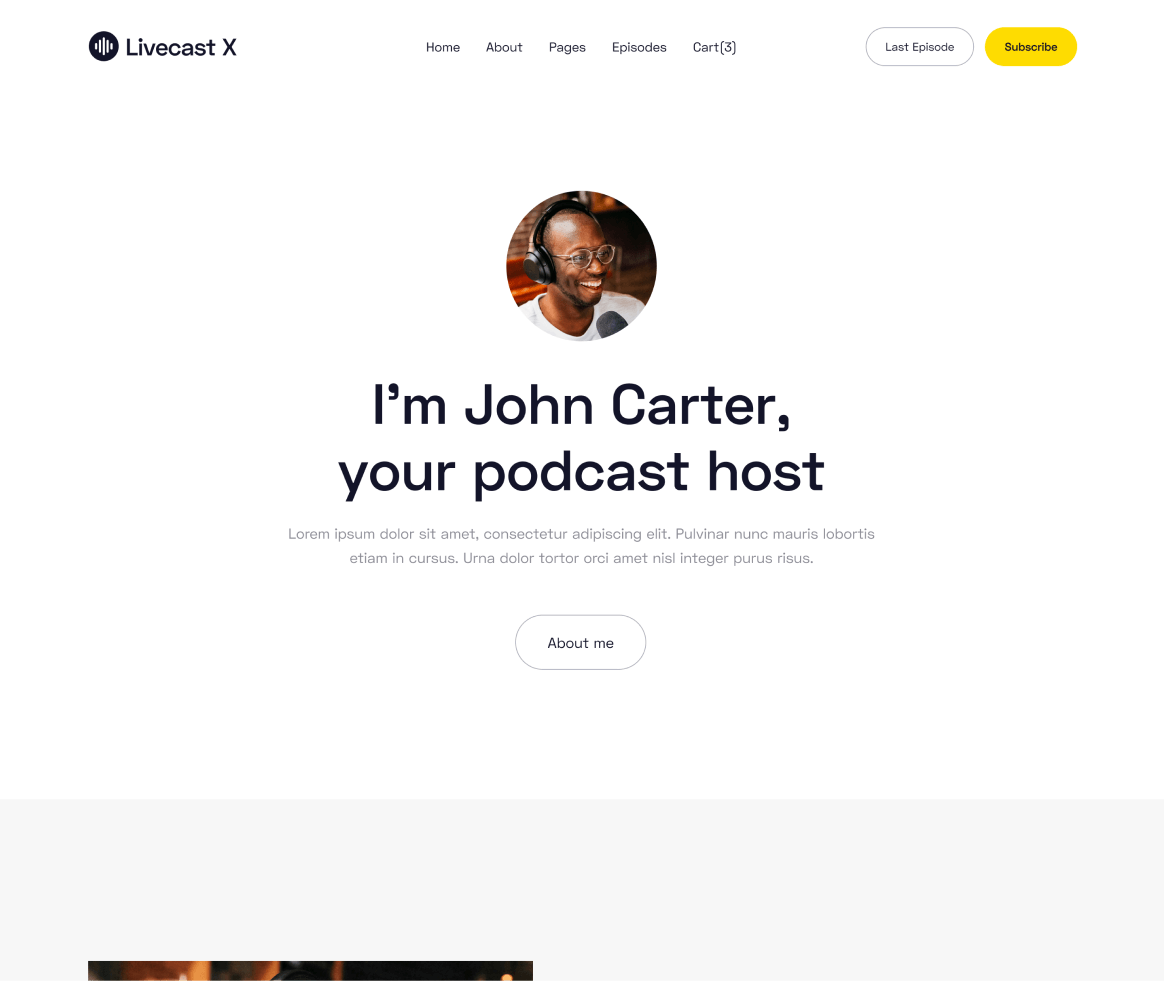 Livecast X
Home About Pages Episodes Cart(3)
Last Episode
Subscribe
I’m John Carter,
your podcast host
Lorem ipsum dolor sit amet, consectetur adipiscing elit. Pulvinar nunc mauris lobortis
etiam in cursus. Urna dolor tortor orci amet nisl integer purus risus.
About me